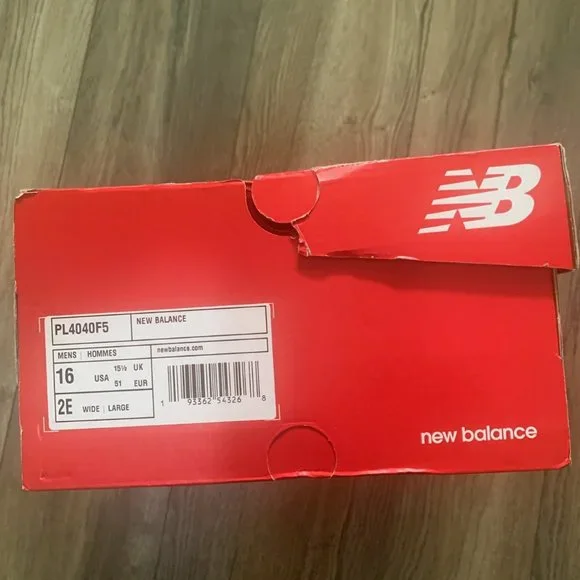 NB
PL4040F5
NEW BALANCE
MENS | HOMMES
newbalance.com
16 USA 15½ UK
51 EUR
2E WIDE | LARGE
1 93362 54326 8
new balance